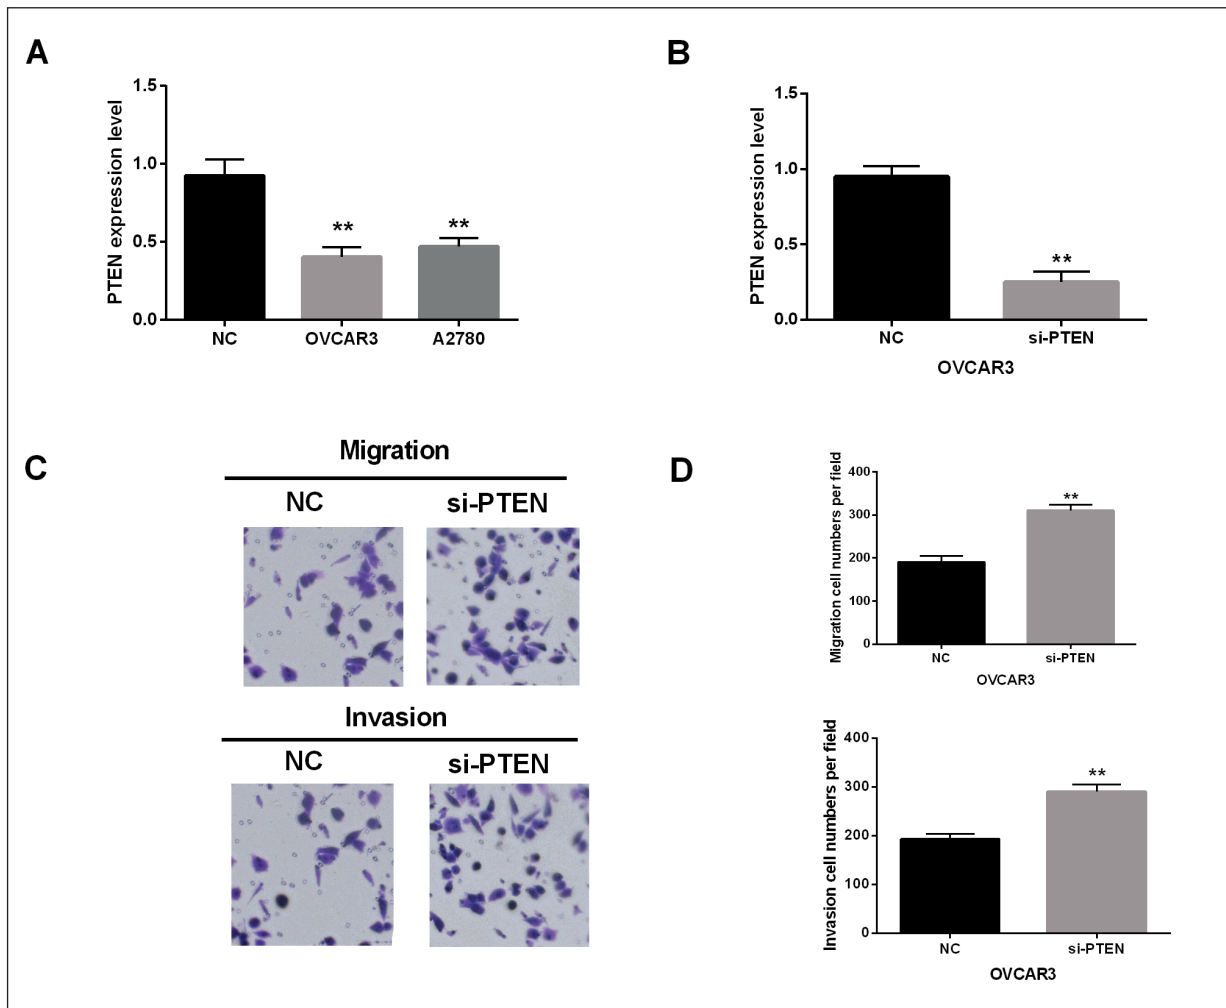 A
PTEN expression level
1.5
1.0
0.5
0.0
**
**
NC
OVCAR3
A2780
B
PTEN expression level
1.5
1.0
0.5
0.0
**
NC
si-PTEN
OVCAR3
C
Migration
NC
si-PTEN
Invasion
NC
si-PTEN
D
Migration cell numbers per field
400
300
200
100
0
**
NC
si-PTEN
OVCAR3
Invasion cell numbers per field
400
300
200
100
0
**
NC
si-PTEN
OVCAR3